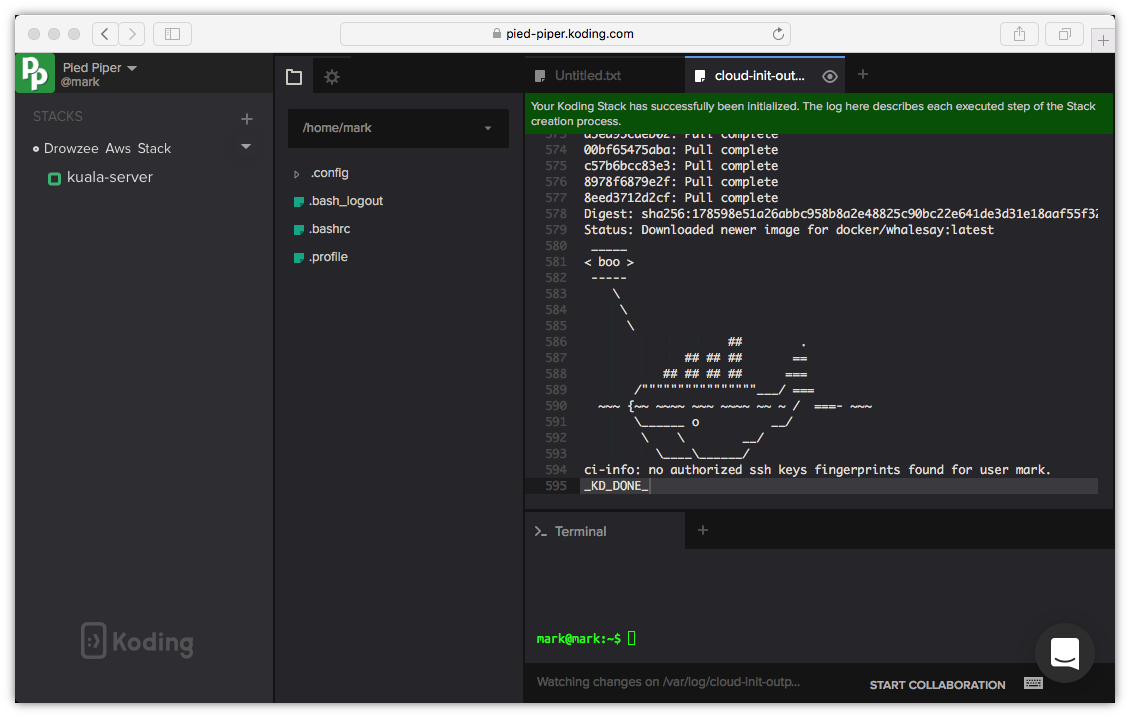 pied-piper.koding.com
Pied Piper
@mark
STACKS
Drowzee Aws Stack
kuala-server
Koding
/home/mark
.config
.bash_logout
.bashrc
.profile
Untitled.txt
cloud-init-out...
Your Koding Stack has successfully been initialized. The log here describes each executed step of the Stack
creation process.
573 a5ea95caeb02: Pull complete
574 00bf65475aba: Pull complete
575 c57b6bcc83e3: Pull complete
576 8978f6879e2f: Pull complete
577 8eed3712d2cf: Pull complete
578 Digest: sha256:178598e51a26abbc958b8a2e48825c90bc22e641de3d31e18aaf55f32
579 Status: Downloaded newer image for docker/whalesay:latest
580  _____
581 < boo >
582  -----
583     \
584      \
585       \
586                     ##        .
587               ## ## ##       ==
588            ## ## ## ##      ===
589        /""""""""""""""""___/ ===
590   ~~~ {~~ ~~~~ ~~~ ~~~~ ~~ ~ /  ===- ~~~
591        \______ o          __/
592         \    \        __/
593           \____\______/
594 ci-info: no authorized ssh keys fingerprints found for user mark.
595 _KD_DONE_
Terminal
mark@mark:~$
Watching changes on /var/log/cloud-init-outp...
START COLLABORATION